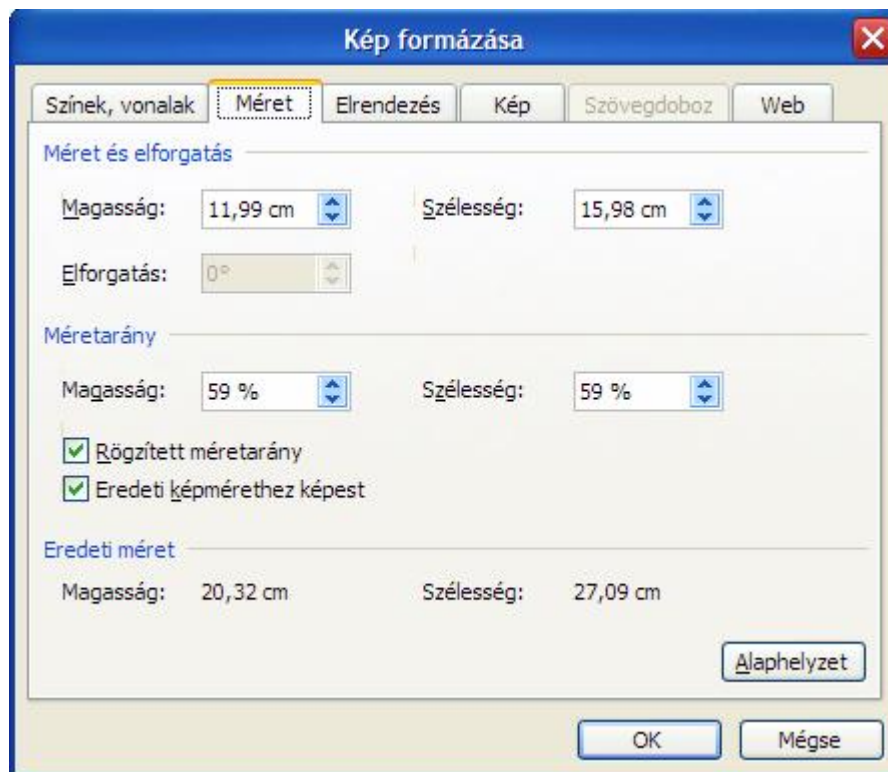 Kép formázása
Színek, vonalak Méret Elrendezés Kép Szövegdoboz Web
Méret és elforgatás
Magasság: 11,99 cm Szélesség: 15,98 cm
Elforgatás: 0°
Méretarány
Magasság: 59 % Szélesség: 59 %
Rögzített méretarány
Eredeti képmérethez képest
Eredeti méret
Magasság: 20,32 cm Szélesség: 27,09 cm
Alaphelyzet
OK Mégse